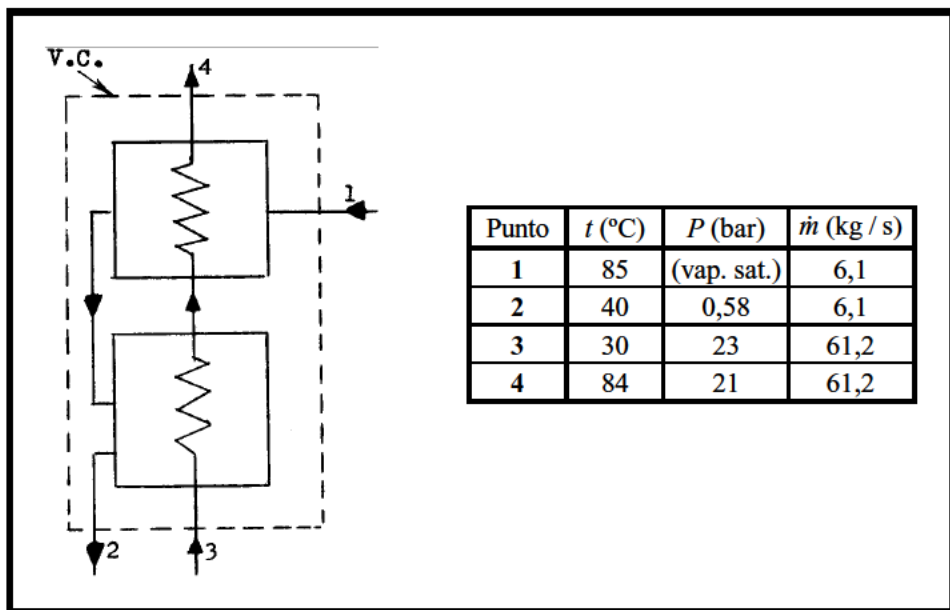 V.C.
4
1
2
3
Punto t (ºC) P (bar) ṁ (kg / s)
1 85 (vap. sat.) 6,1
2 40 0,58 6,1
3 30 23 61,2
4 84 21 61,2